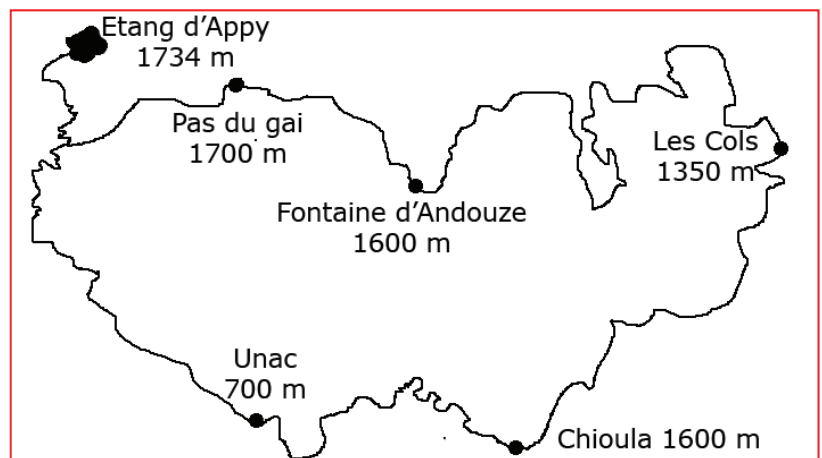 Etang d'Appy
1734 m
Pas du gai
1700 m
Les Cols
1350 m
Fontaine d'Andouze
1600 m
Unac
700 m
Chioula 1600 m